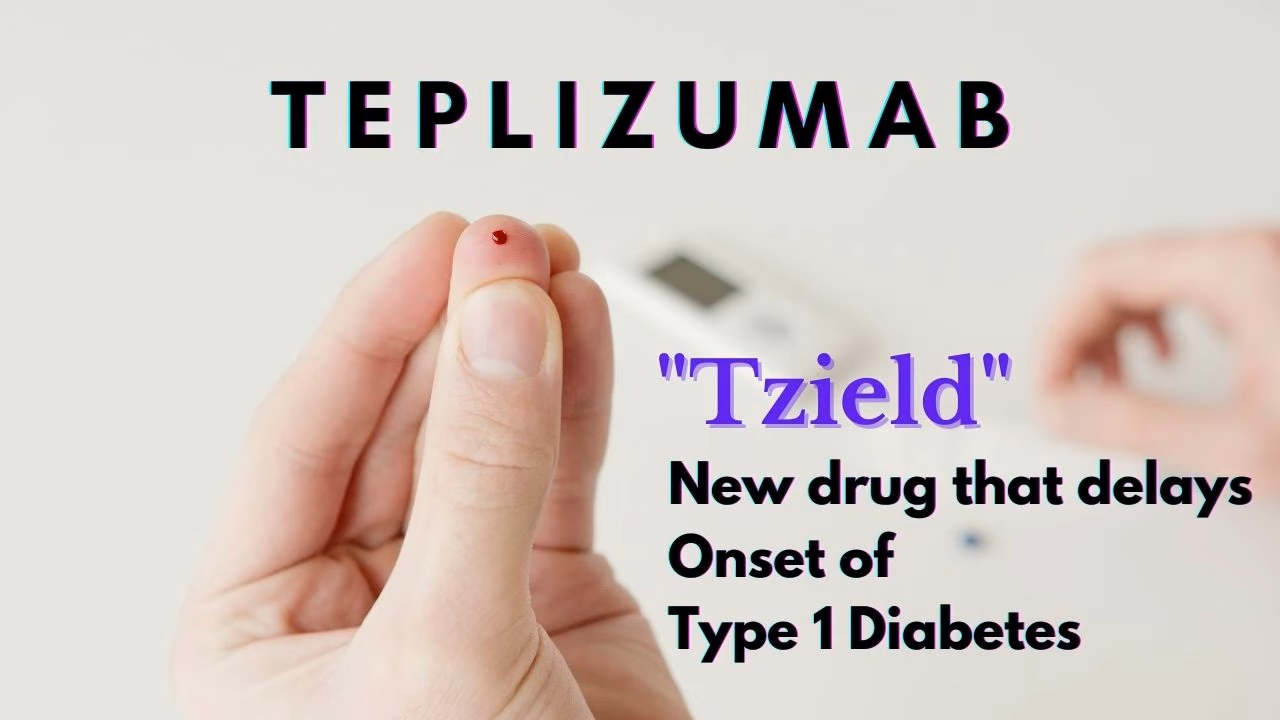 TEPLIZUMAB
"Tzield"
New drug that delays
Onset of
Type 1 Diabetes